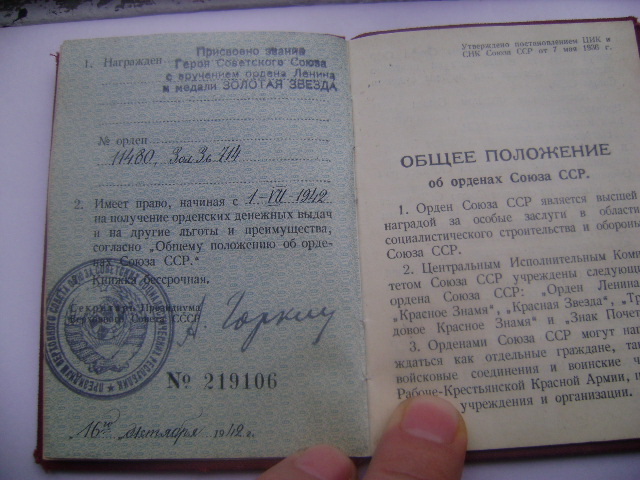 1. Награжден
Присвоено звание
Героя Советского Союза
с вручением ордена Ленина
и медали ЗОЛОТАЯ ЗВЕЗДА
№ орден
11480, Зол Зв. 714
2. Имеет право, начиная с 1-VII-1942
на получение орденских денежных выдач
и на другие льготы и преимущества,
согласно „Общему положению об орде-
нах Союза ССР.“
Книжка бессрочная.
Секретарь Президиума
Верховного Совета СССР
А. Горкин
№ 219106
16го октября 1942 г.
Утверждено постановлением ЦИК и
СНК Союза ССР от 7 мая 1936 г.
ОБЩЕЕ ПОЛОЖЕНИЕ
об орденах Союза ССР.
1. Орден Союза ССР является высшей
наградой за особые заслуги в области
социалистического строительства и обороны
Союза ССР.
2. Центральным Исполнительным Коми
тетом Союза ССР учреждены следующ
ордена Союза ССР: „Орден Ленина
„Красное Знамя“, „Красная Звезда“, „Т
довое Красное Знамя“ и „Знак Почет
3. Орденами Союза ССР могут наг
ждаться как отдельные граждане, та
войсковые соединения и воинские
Рабоче-Крестьянской Красной Армии,
учреждения и организации.